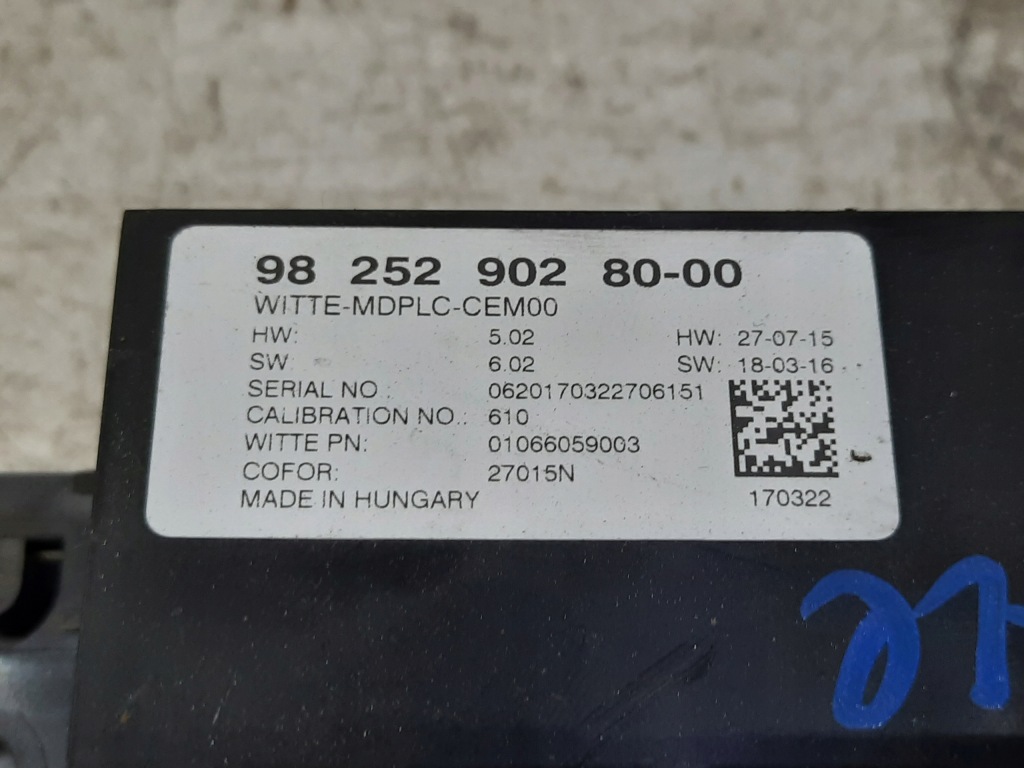 98 252 902 80-00
WITTE-MDPLC-CEM00
HW: 5.02 HW: 27-07-15
SW: 6.02 SW: 18-03-16
SERIAL NO.: 0620170322706151
CALIBRATION NO.: 610
WITTE PN: 01066059003
COFOR: 27015N
MADE IN HUNGARY 170322